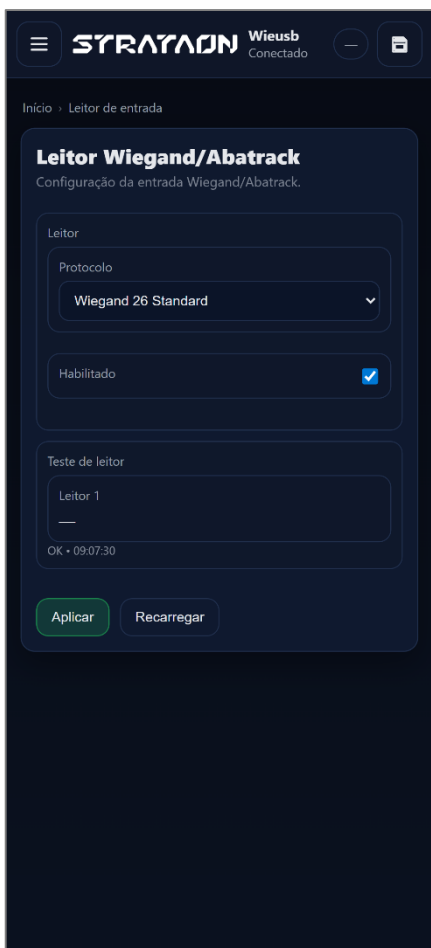 STRATAON
Wieusb
Conectado
—
Início › Leitor de entrada
Leitor Wiegand/Abatrack
Configuração da entrada Wiegand/Abatrack.
Leitor
Protocolo
Wiegand 26 Standard
Habilitado
Teste de leitor
Leitor 1
—
OK • 09:07:30
Aplicar
Recarregar